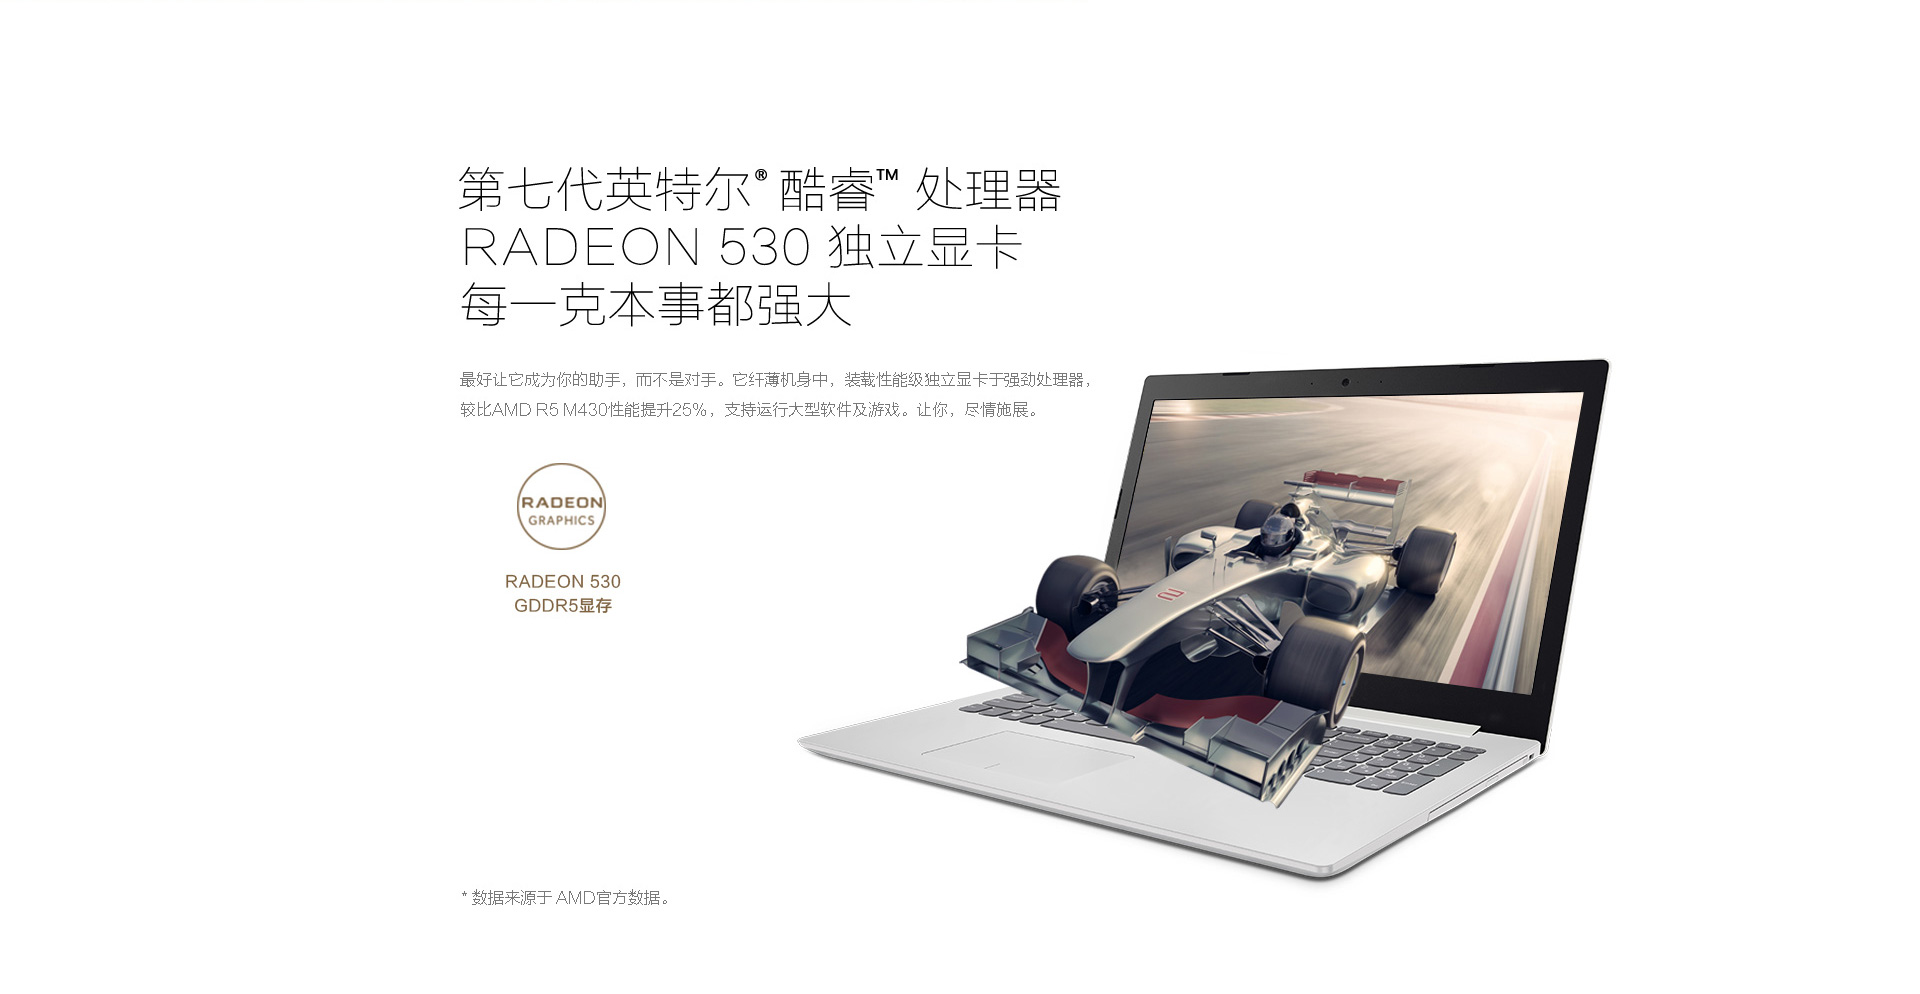 第七代英特尔® 酷睿™ 处理器
RADEON 530 独立显卡
每一克本事都强大
最好让它成为你的助手，而不是对手。它纤薄机身中，装载性能级独立显卡于强劲处理器，
较比AMD R5 M430性能提升25%，支持运行大型软件及游戏。让你，尽情施展。
RADEON
GRAPHICS
RADEON 530
GDDR5显存
2
* 数据来源于 AMD官方数据。